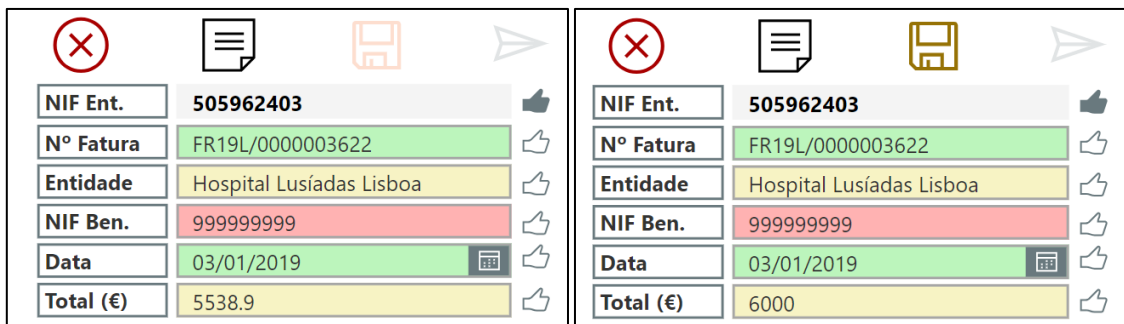 NIF Ent. 505962403
Nº Fatura FR19L/0000003622
Entidade Hospital Lusíadas Lisboa
NIF Ben. 999999999
Data 03/01/2019
Total (€) 5538.9
NIF Ent. 505962403
Nº Fatura FR19L/0000003622
Entidade Hospital Lusíadas Lisboa
NIF Ben. 999999999
Data 03/01/2019
Total (€) 6000